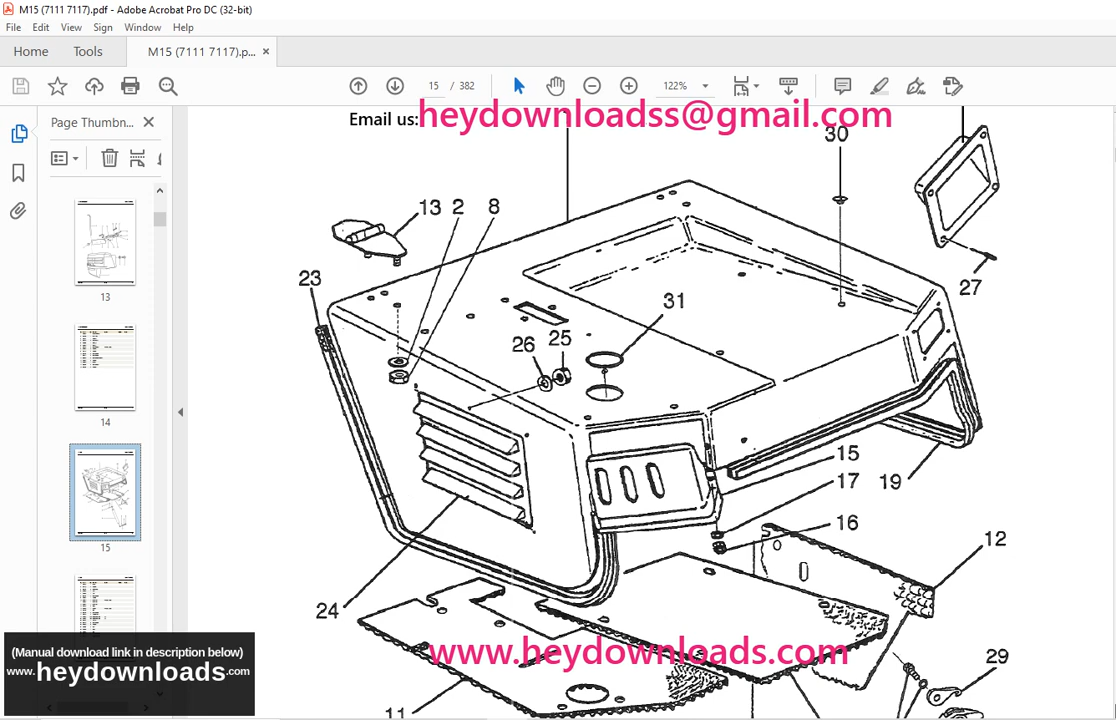 M15 (7111 7117).pdf - Adobe Acrobat Pro DC (32-bit)
File Edit View Sign Window Help
Home Tools M15 (7111 7117).p... ×
15 / 382 122%
Page Thumbn...
Email us:heydownloadss@gmail.com
30
13 2 8
27
23
31
26 25
15
19
17
16
12
24
29
11
13
14
15
www.heydownloads.com
(Manual download link in description below)
www.heydownloads.com